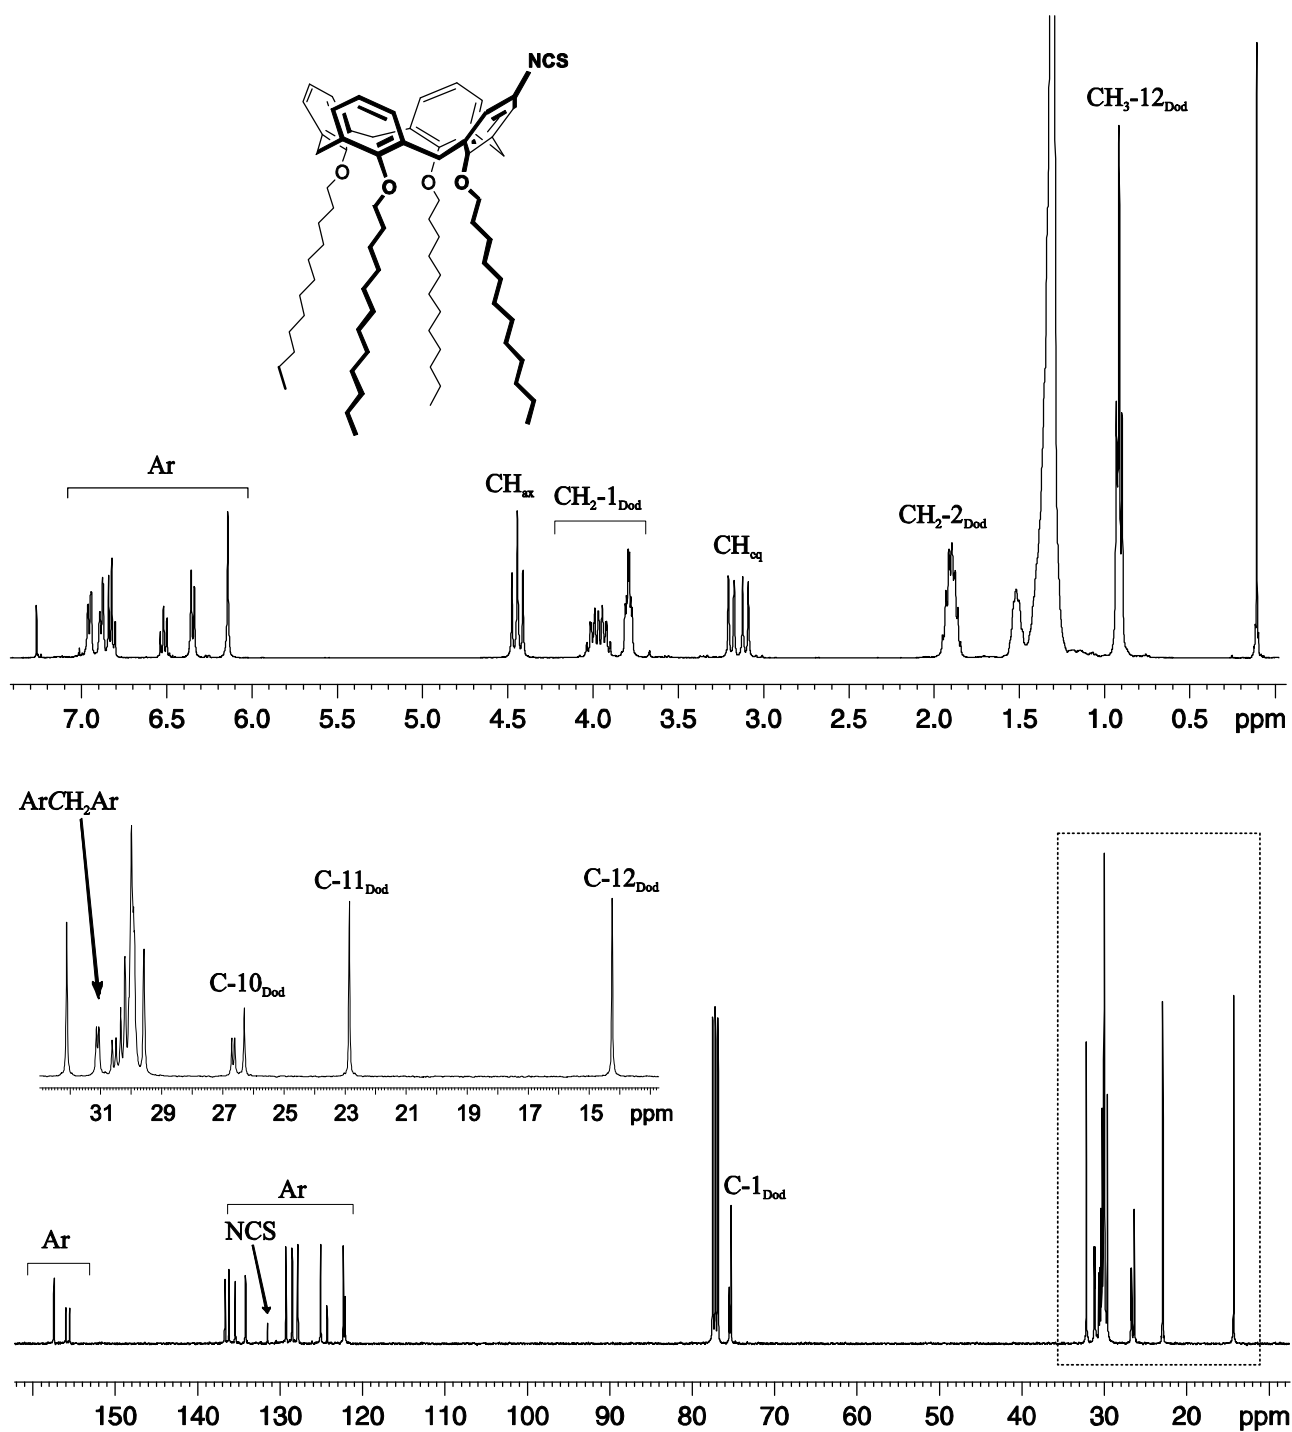 NCS
O
O
O
O
CH3-12Dod
Ar
CHax
CH2-1Dod
CHeq
CH2-2Dod
7.0 6.5 6.0 5.5 5.0 4.5 4.0 3.5 3.0 2.5 2.0 1.5 1.0 0.5 ppm
ArCH2Ar
C-11Dod
C-12Dod
C-10Dod
31 29 27 25 23 21 19 17 15 ppm
Ar
C-1Dod
NCS
Ar
150 140 130 120 110 100 90 80 70 60 50 40 30 20 ppm